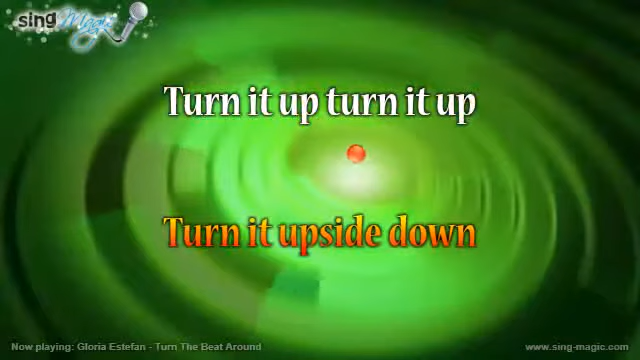 sing
Magic
Turn it up turn it up
Turn it upside down
Now playing: Gloria Estefan - Turn The Beat Around
www.sing-magic.com